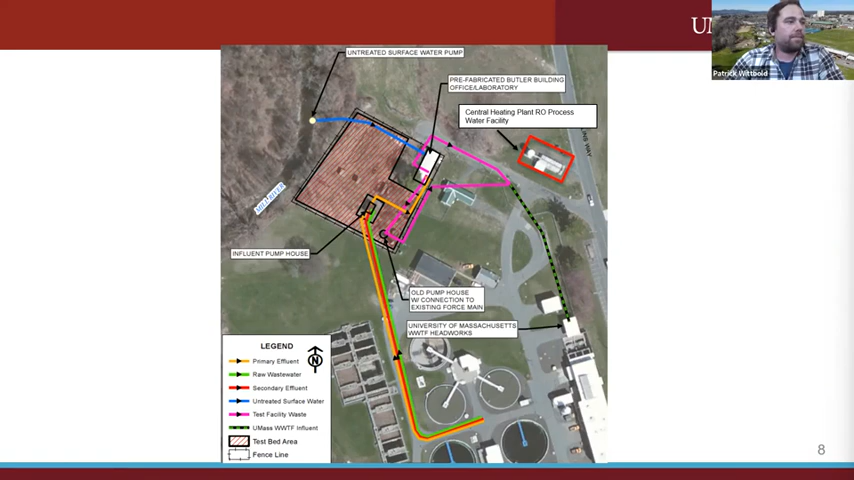 UM
Patrick Wittbold
UNTREATED SURFACE WATER PUMP
PRE-FABRICATED BUTLER BUILDING
OFFICE/LABORATORY
Central Heating Plant RO Process
Water Facility
WAY
MILL RIVER
INFLUENT PUMP HOUSE
OLD PUMP HOUSE
W/ CONNECTION TO
EXISTING FORCE MAIN
UNIVERSITY OF MASSACHUSETTS
WWTF HEADWORKS
LEGEND
N
Primary Effluent
Raw Wastewater
Secondary Effluent
Untreated Surface Water
Test Facility Waste
UMass WWTF Influent
Test Bed Area
Fence Line
8